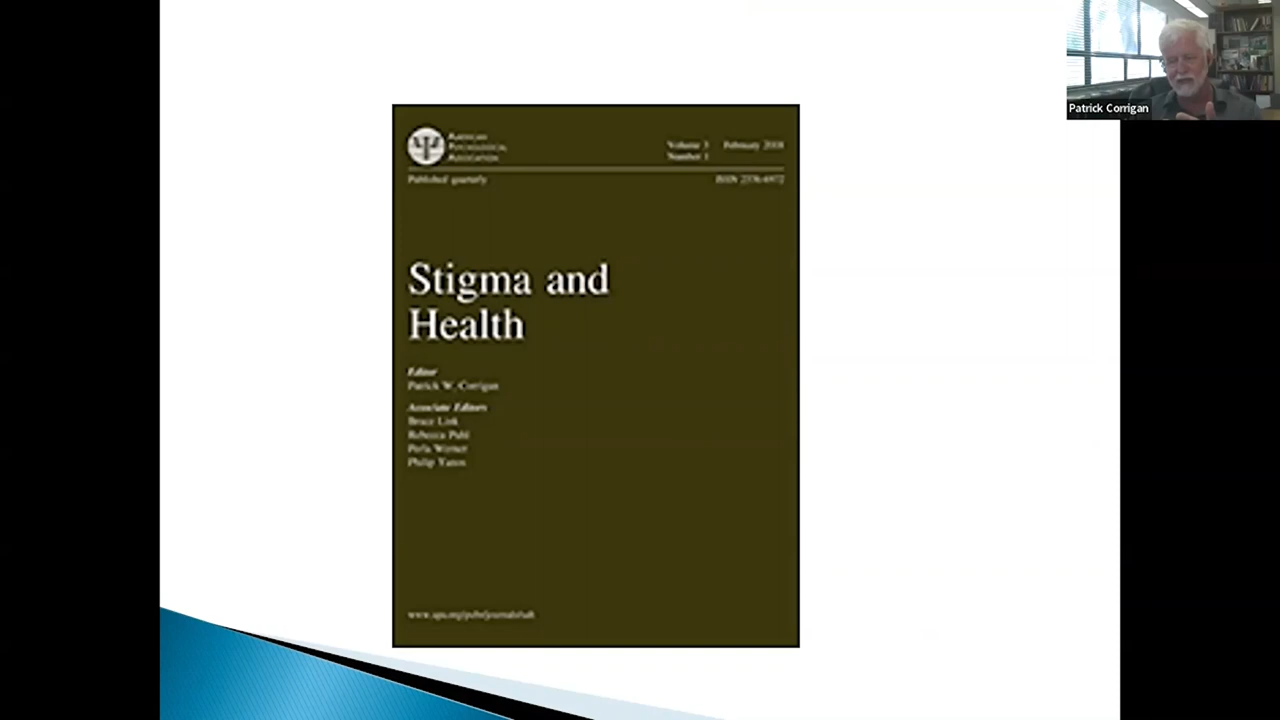 Patrick Corrigan
American
Psychological
Association
Volume 3 February 2018
Number 1
Published quarterly
ISSN 2376-6972
Stigma and
Health
Editor
Patrick W. Corrigan
Associate Editors
Bruce Link
Rebecca Puhl
Perla Werner
Philip Yanos
www.apa.org/pubs/journals/sah